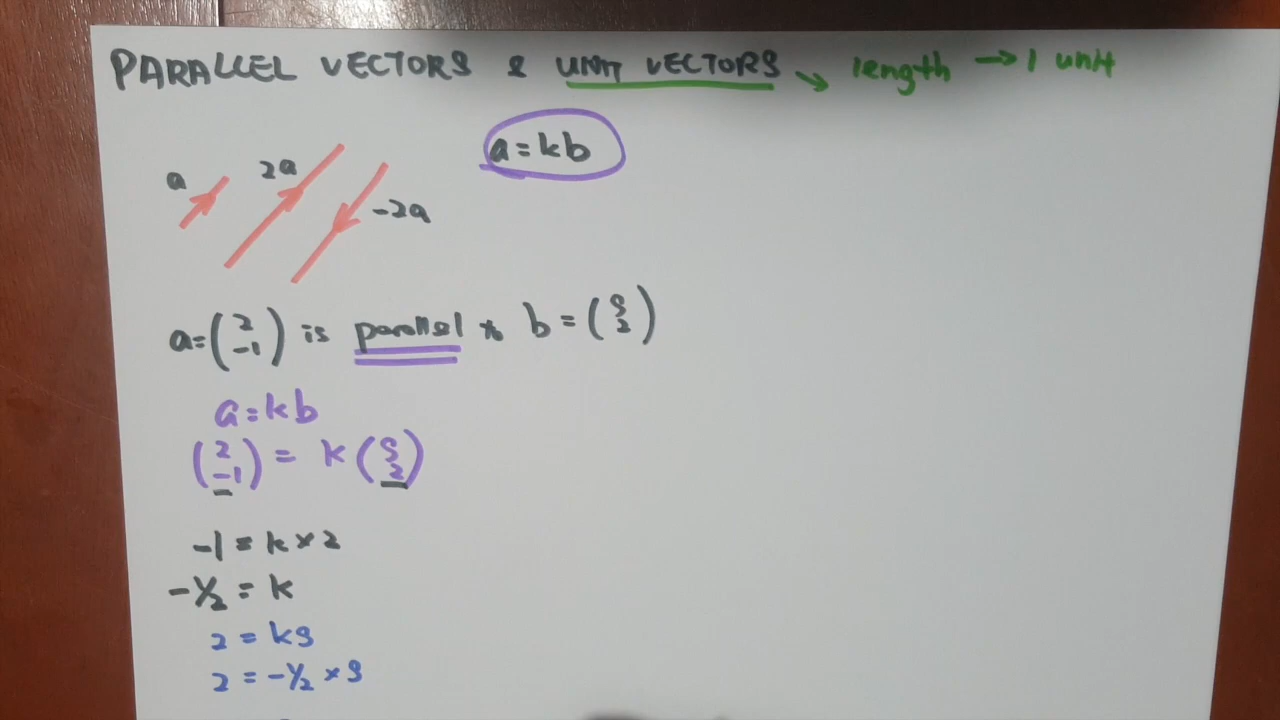 PARALLEL VECTORS & UNIT VECTORS → length → 1 unit
a = kb
a 2a -2a
a = (2 -1) is parallel to b = (s 2)
a = kb
(2 -1) = k (s 2)
-1 = k × 2
-1/2 = k
2 = ks
2 = -1/2 × s